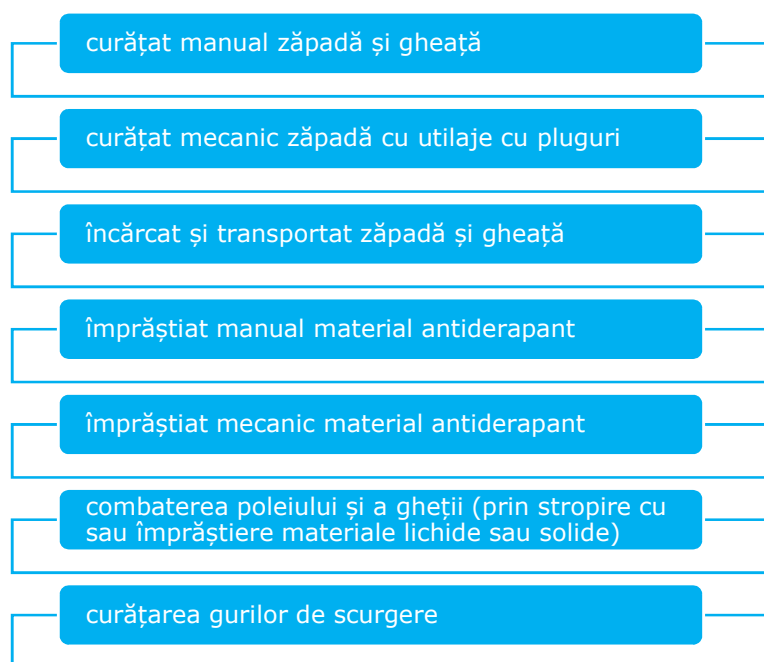 curățat manual zăpadă și gheață
curățat mecanic zăpadă cu utilaje cu pluguri
încărcat și transportat zăpadă și gheață
împrăștiat manual material antiderapant
împrăștiat mecanic material antiderapant
combaterea poleiului și a gheții (prin stropire cu
sau împrăștiere materiale lichide sau solide)
curățarea gurilor de scurgere